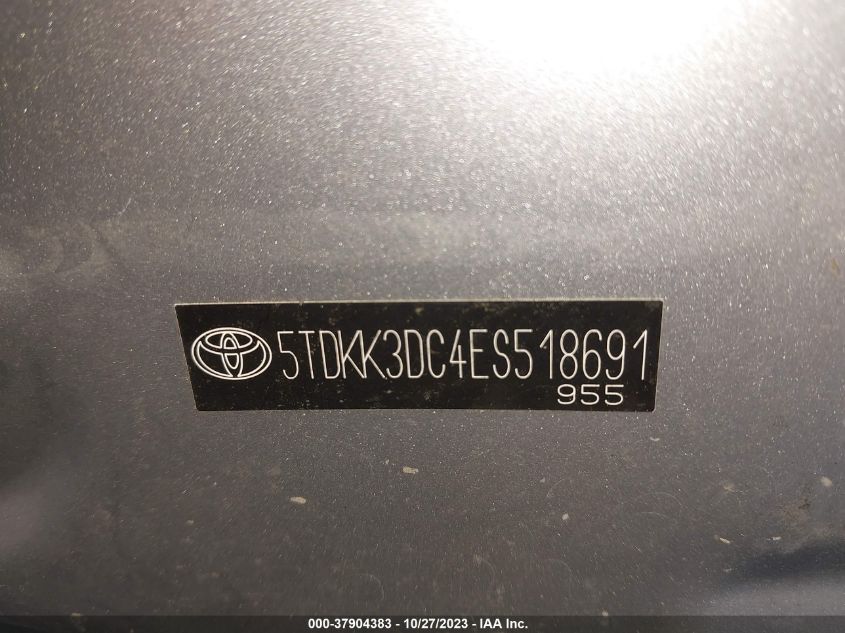 5TDKK3DC4ES518691
955
000-37904383 - 10/27/2023 - IAA Inc.